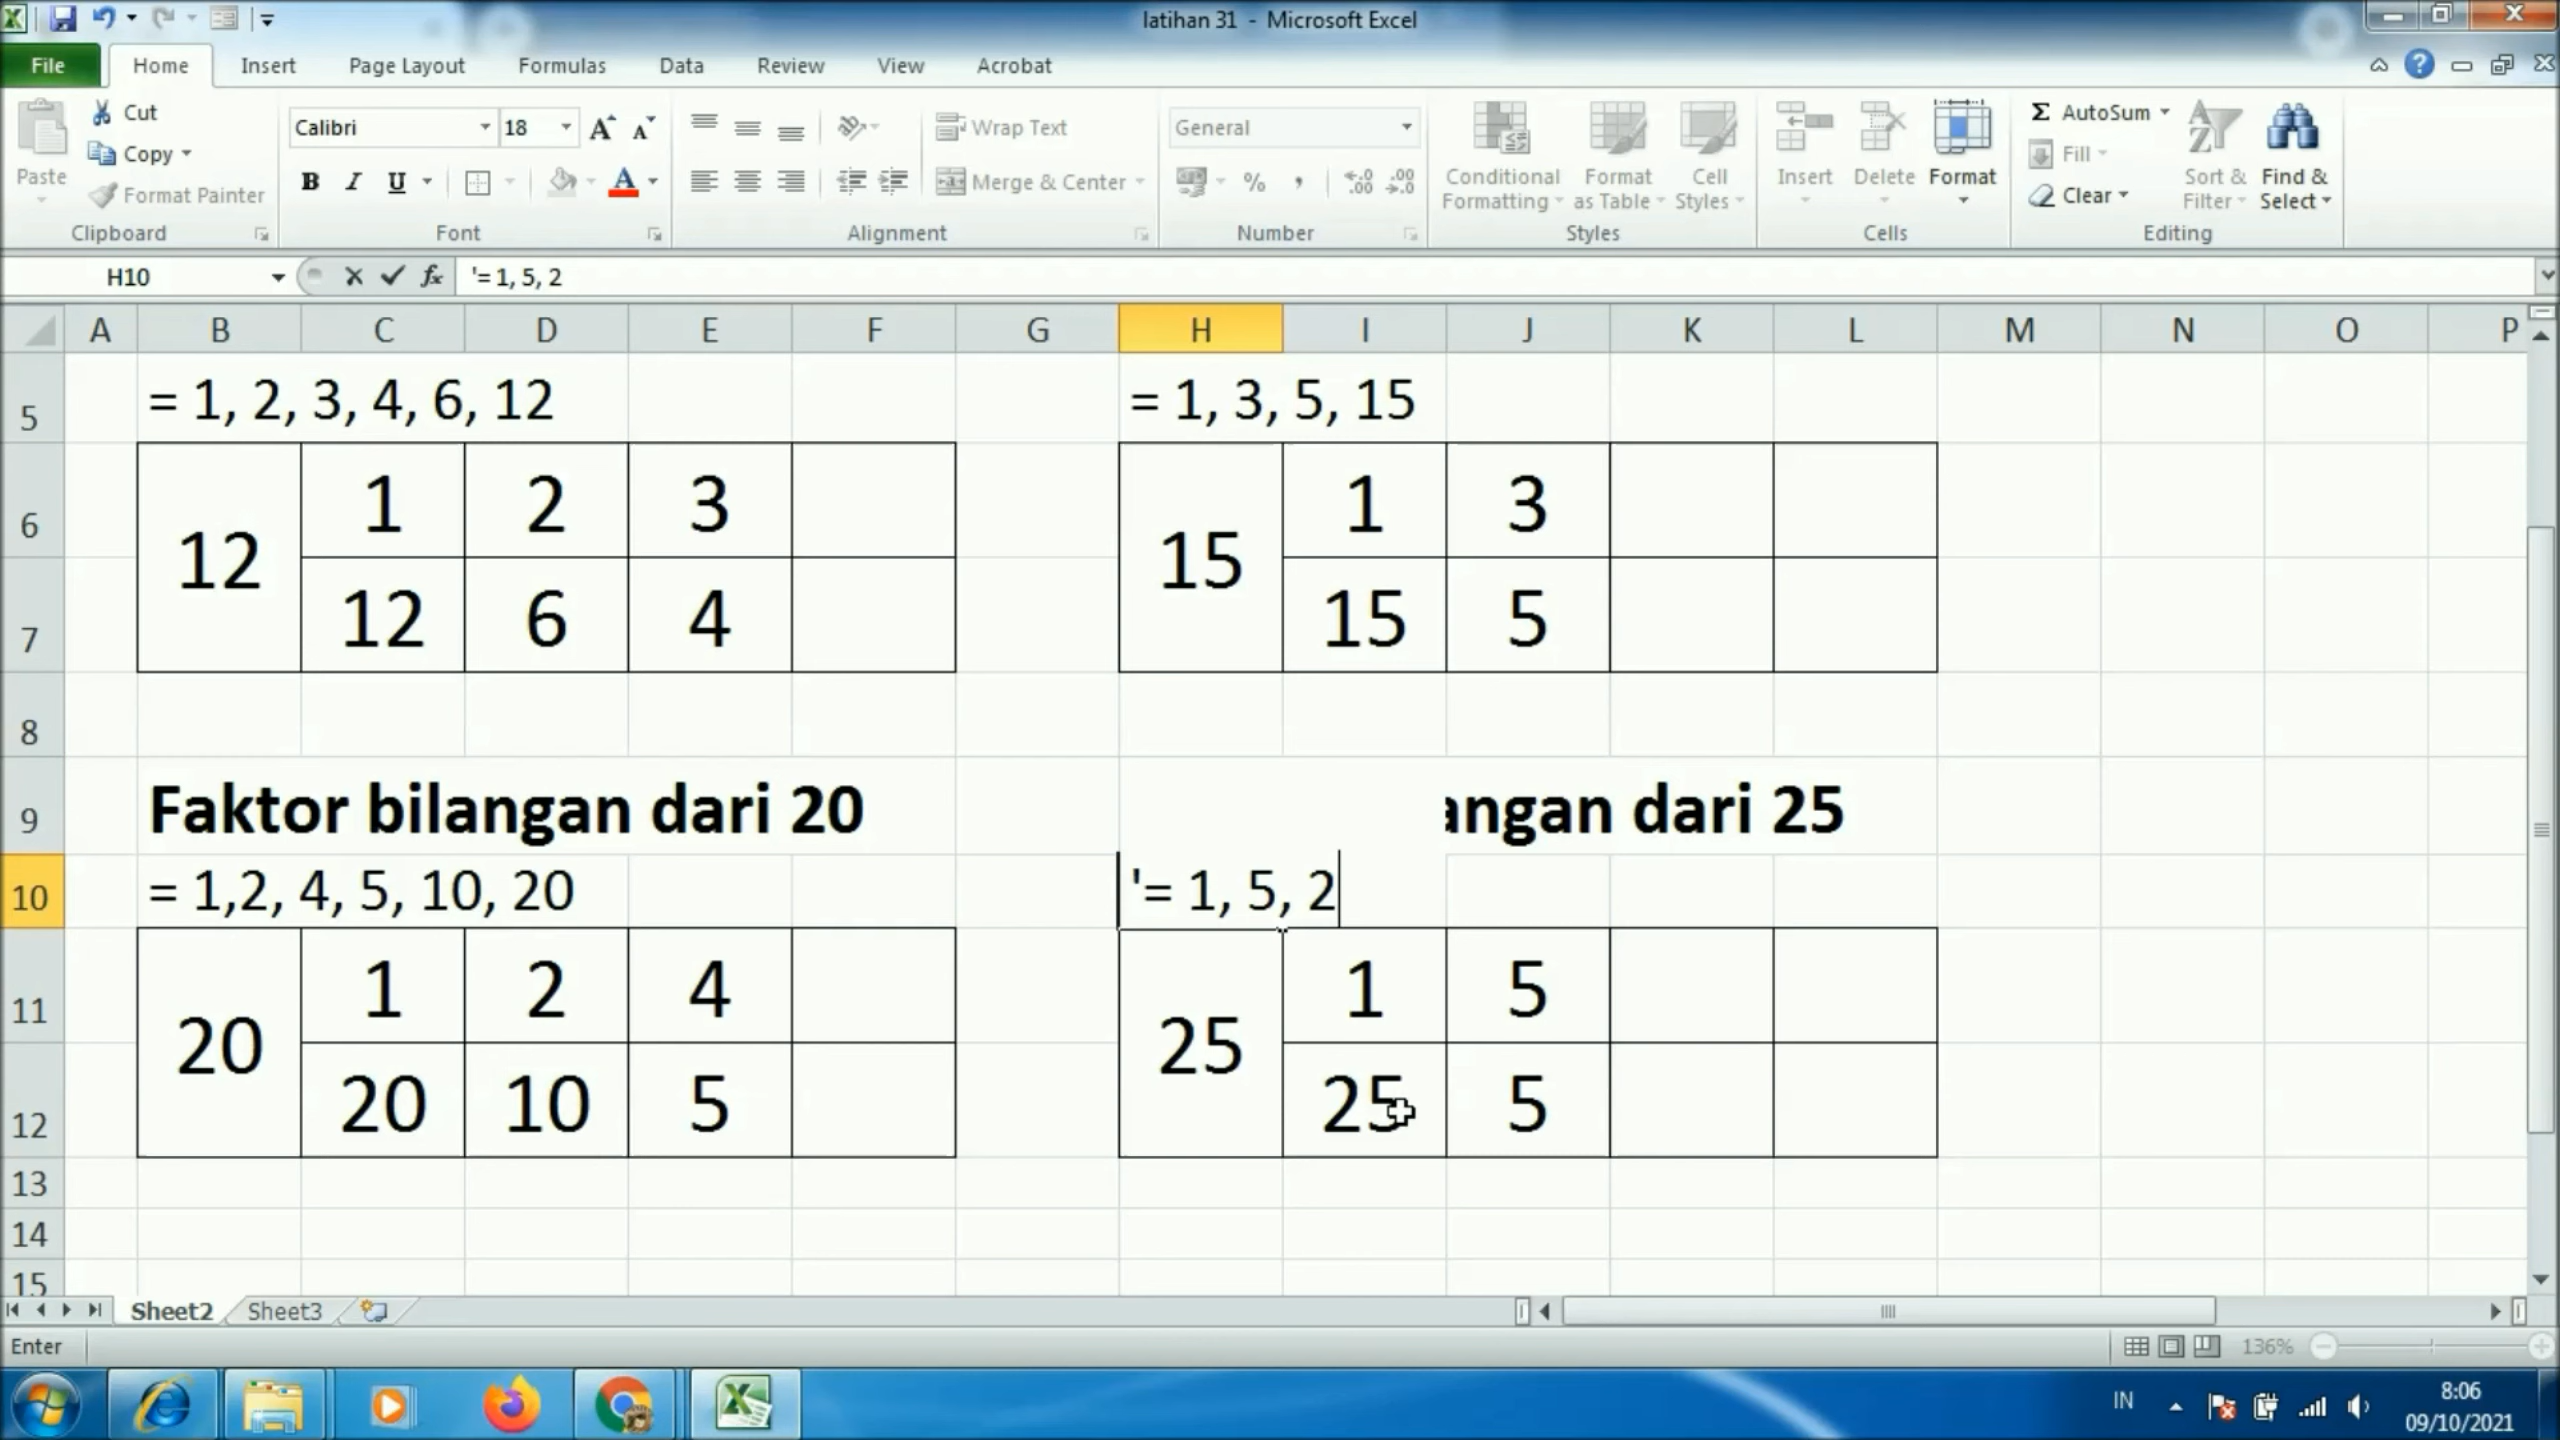 latihan 31 - Microsoft Excel
File Home Insert Page Layout Formulas Data Review View Acrobat
Paste
Cut
Copy
Format Painter
Clipboard
Calibri 18
B I U
Font
Wrap Text
Merge & Center
Alignment
General
%
Number
Conditional Formatting
Format as Table
Cell Styles
Styles
Insert
Delete
Format
Cells
Σ AutoSum
Fill
Clear
Sort & Filter
Find & Select
Editing
H10 fx '= 1, 5, 2
A B C D E F G H I J K L M N O P
5 = 1, 2, 3, 4, 6, 12 = 1, 3, 5, 15
6 12 1 2 3 15 1 3
7 12 6 4 15 5
8
9 Faktor bilangan dari 20 angan dari 25
10 = 1,2, 4, 5, 10, 20 '= 1, 5, 2
11 20 1 2 4 25 1 5
12 20 10 5 25 5
13
14
15
Sheet2 Sheet3
Enter 136%
IN 8:06
09/10/2021